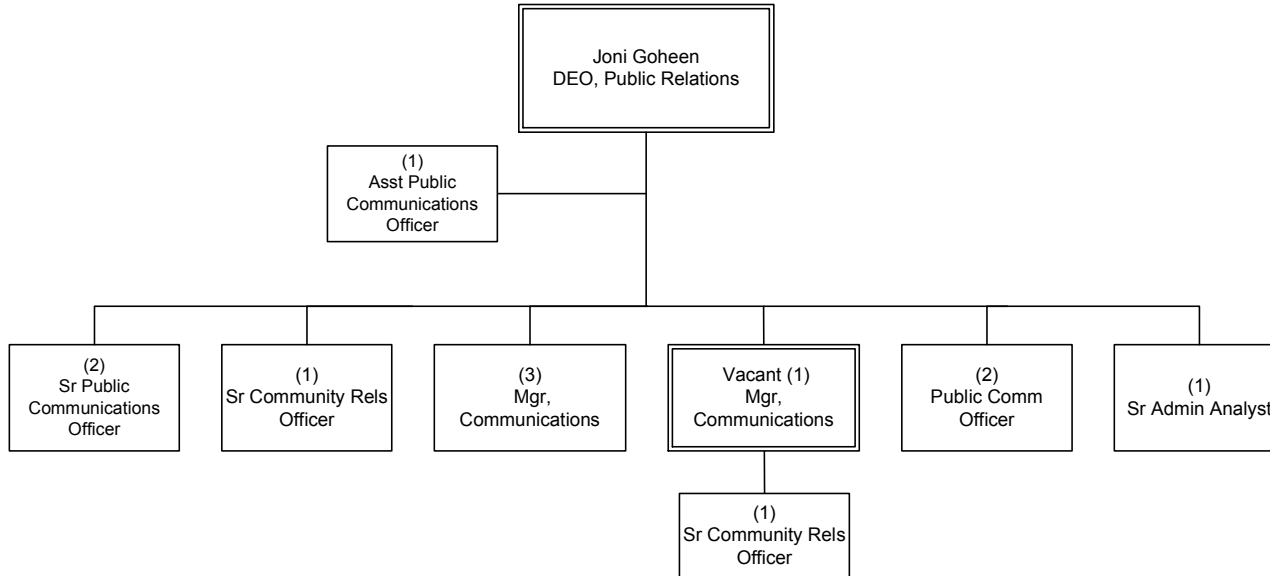 Joni Goheen
DEO, Public Relations
(1)
Asst Public
Communications
Officer
(2)
Sr Public
Communications
Officer
(1)
Sr Community Rels
Officer
(3)
Mgr,
Communications
Vacant (1)
Mgr,
Communications
(2)
Public Comm
Officer
(1)
Sr Admin Analyst
(1)
Sr Community Rels
Officer